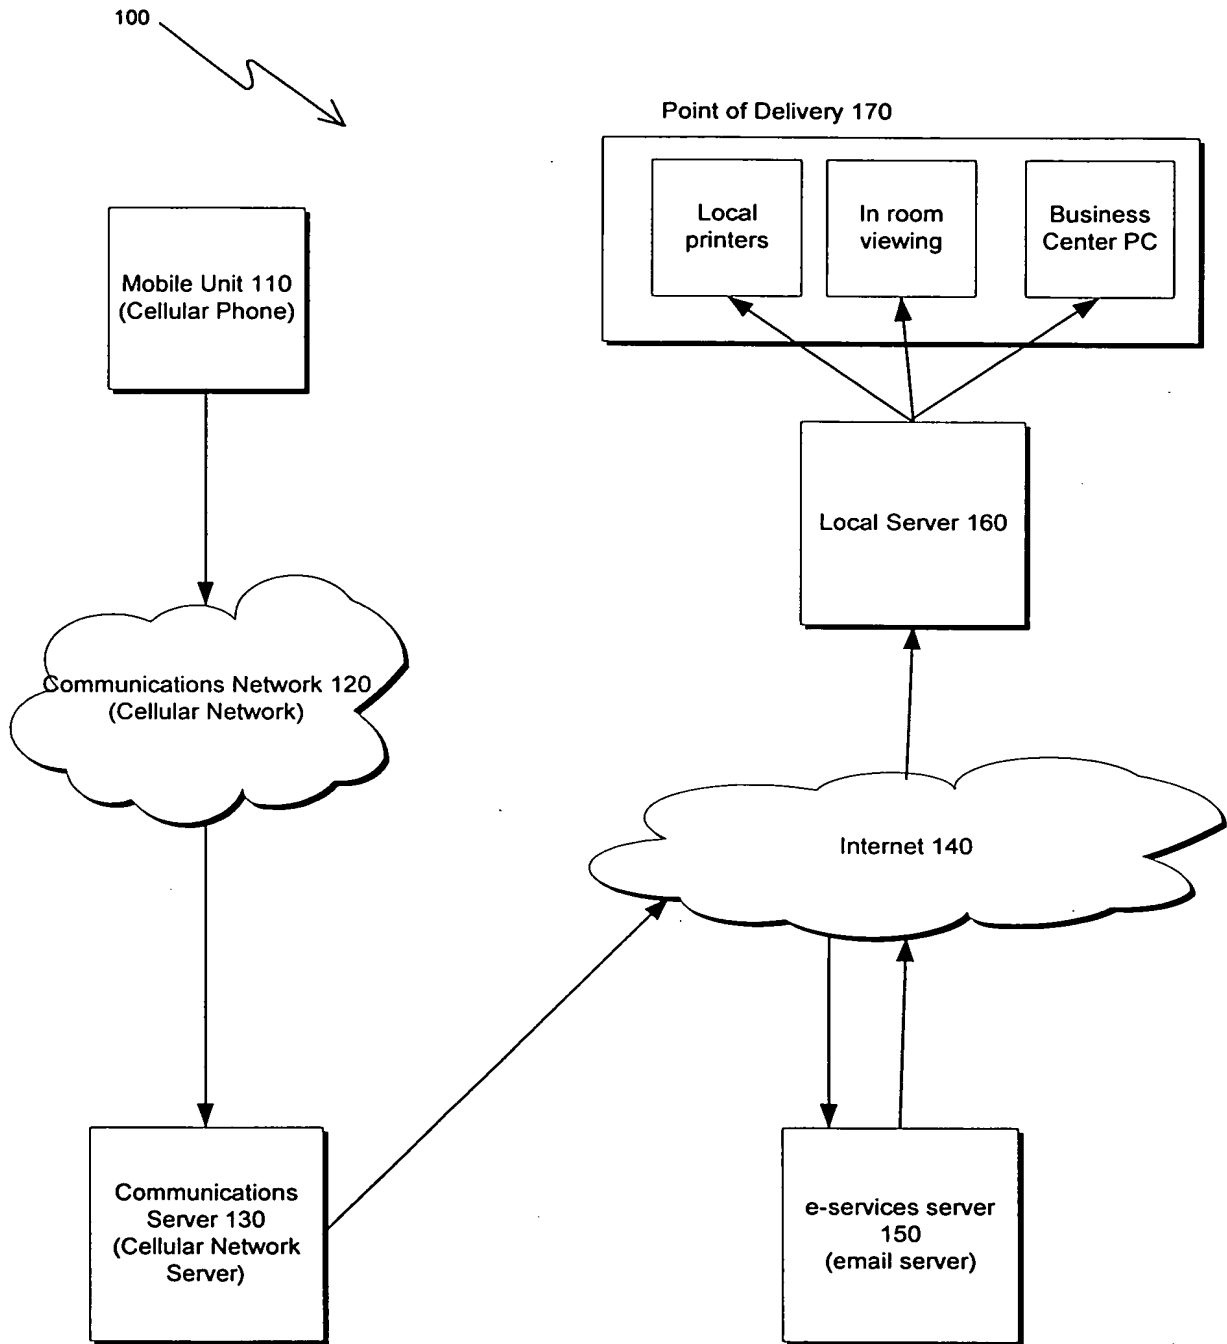 100
Point of Delivery 170
Local
printers
In room
viewing
Business
Center PC
Mobile Unit 110
(Cellular Phone)
Local Server 160
Communications Network 120
(Cellular Network)
Internet 140
Communications
Server 130
(Cellular Network
Server)
e-services server
150
(email server)